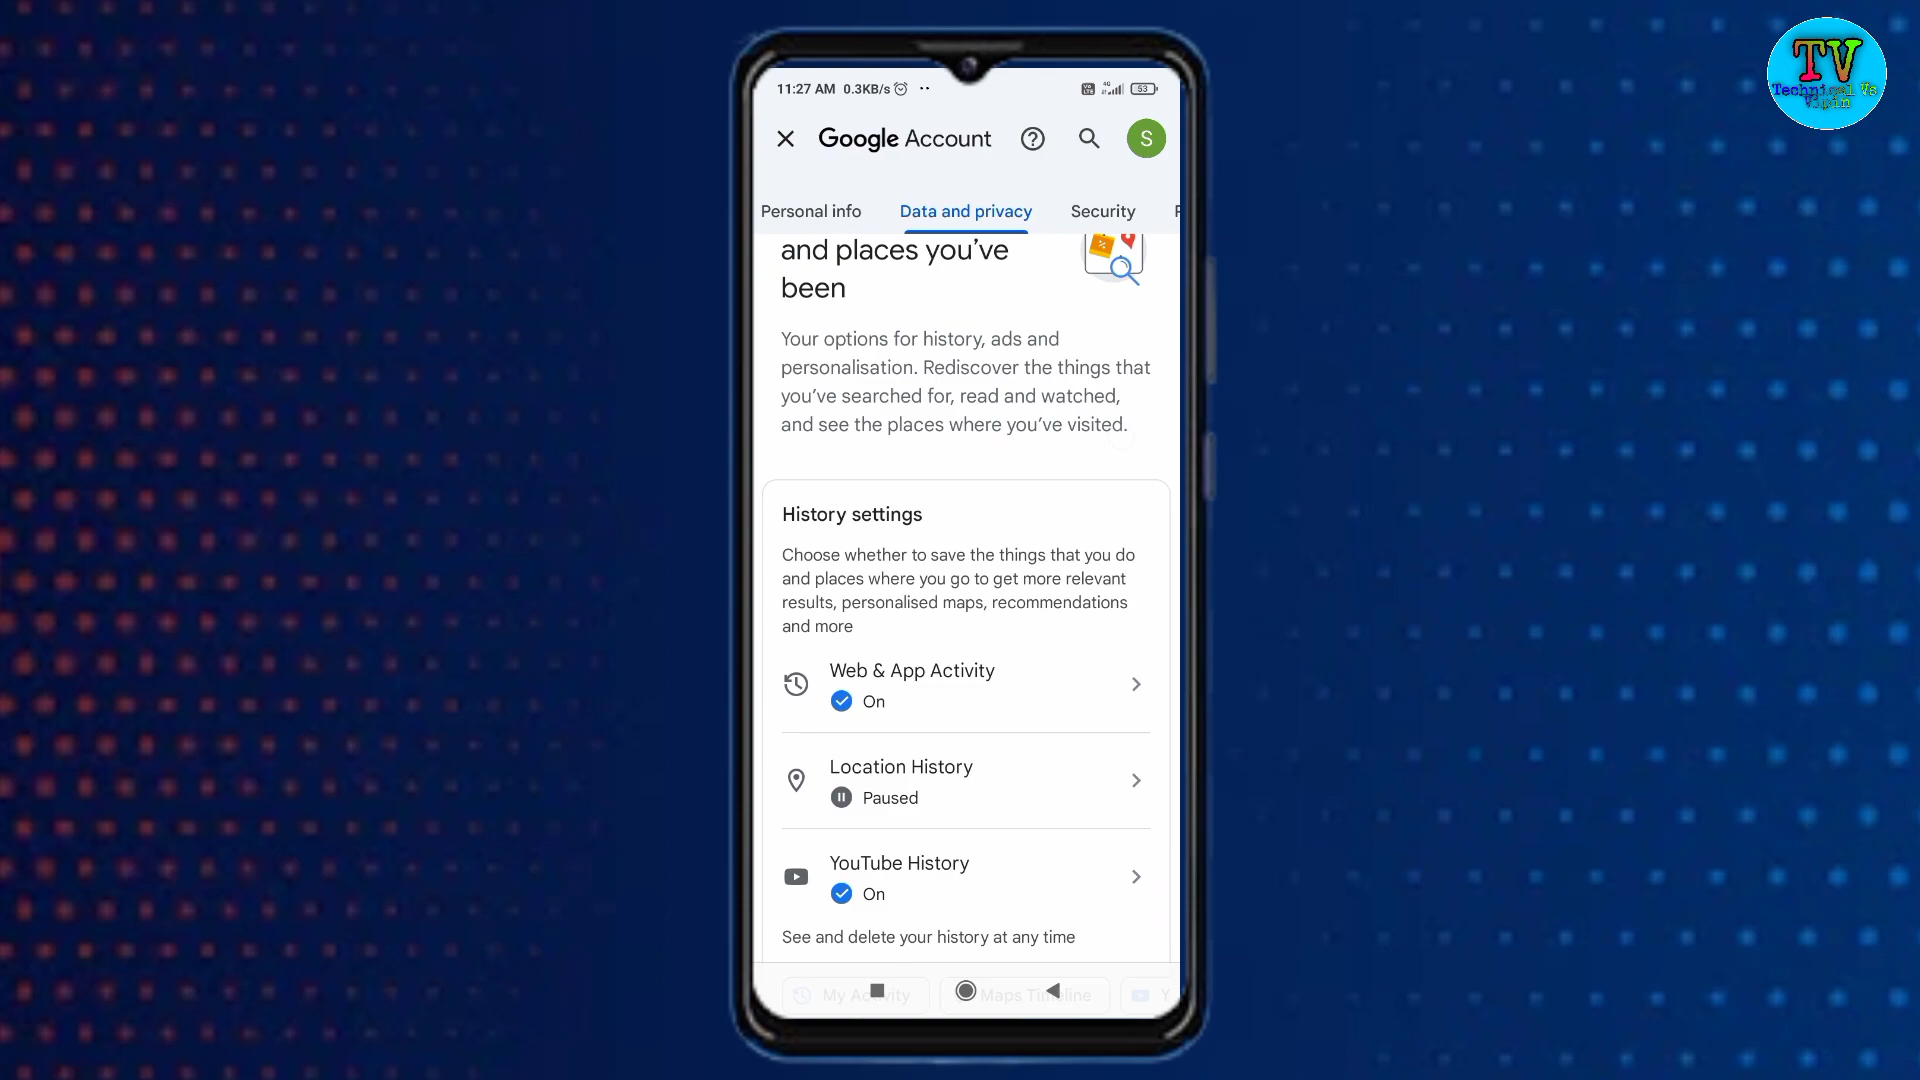 TV
Technical Vs
Vipin
11:27 AM 0.3KB/s
4G
53
Google Account
S
Personal info
Data and privacy
Security
and places you've
been
Your options for history, ads and
personalisation. Rediscover the things that
you've searched for, read and watched,
and see the places where you've visited.
History settings
Choose whether to save the things that you do
and places where you go to get more relevant
results, personalised maps, recommendations
and more
Web & App Activity
On
Location History
Paused
YouTube History
On
See and delete your history at any time
My Activity
Maps Timeline
Y